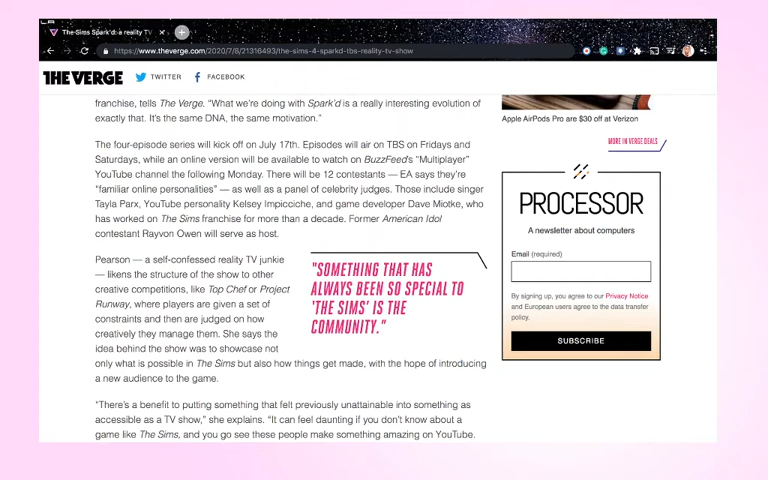 The Sims Spark'd: a reality TV
https://www.theverge.com/2020/7/8/21316493/the-sims-4-sparkd-tbs-reality-tv-show
THE VERGE TWITTER FACEBOOK
franchise, tells The Verge. “What we're doing with Spark'd is a really interesting evolution of
exactly that. It's the same DNA, the same motivation.”
The four-episode series will kick off on July 17th. Episodes will air on TBS on Fridays and
Saturdays, while an online version will be available to watch on BuzzFeed's “Multiplayer”
YouTube channel the following Monday. There will be 12 contestants — EA says they're
“familiar online personalities” — as well as a panel of celebrity judges. Those include singer
Tayla Parx, YouTube personality Kelsey Impicciche, and game developer Dave Miotke, who
has worked on The Sims franchise for more than a decade. Former American Idol
contestant Rayvon Owen will serve as host.
Pearson — a self-confessed reality TV junkie
— likens the structure of the show to other
creative competitions, like Top Chef or Project
Runway, where players are given a set of
constraints and then are judged on how
creatively they manage them. She says the
idea behind the show was to showcase not
only what is possible in The Sims but also how things get made, with the hope of introducing
a new audience to the game.
"SOMETHING THAT HAS
ALWAYS BEEN SO SPECIAL TO
'THE SIMS' IS THE
COMMUNITY."
“There's a benefit to putting something that felt previously unattainable into something as
accessible as a TV show,” she explains. “It can feel daunting if you don't know about a
game like The Sims, and you go see these people make something amazing on YouTube.
Apple AirPods Pro are $30 off at Verizon
MORE IN VERGE DEALS
PROCESSOR
A newsletter about computers
Email (required)
By signing up, you agree to our Privacy Notice
and European users agree to the data transfer
policy.
SUBSCRIBE